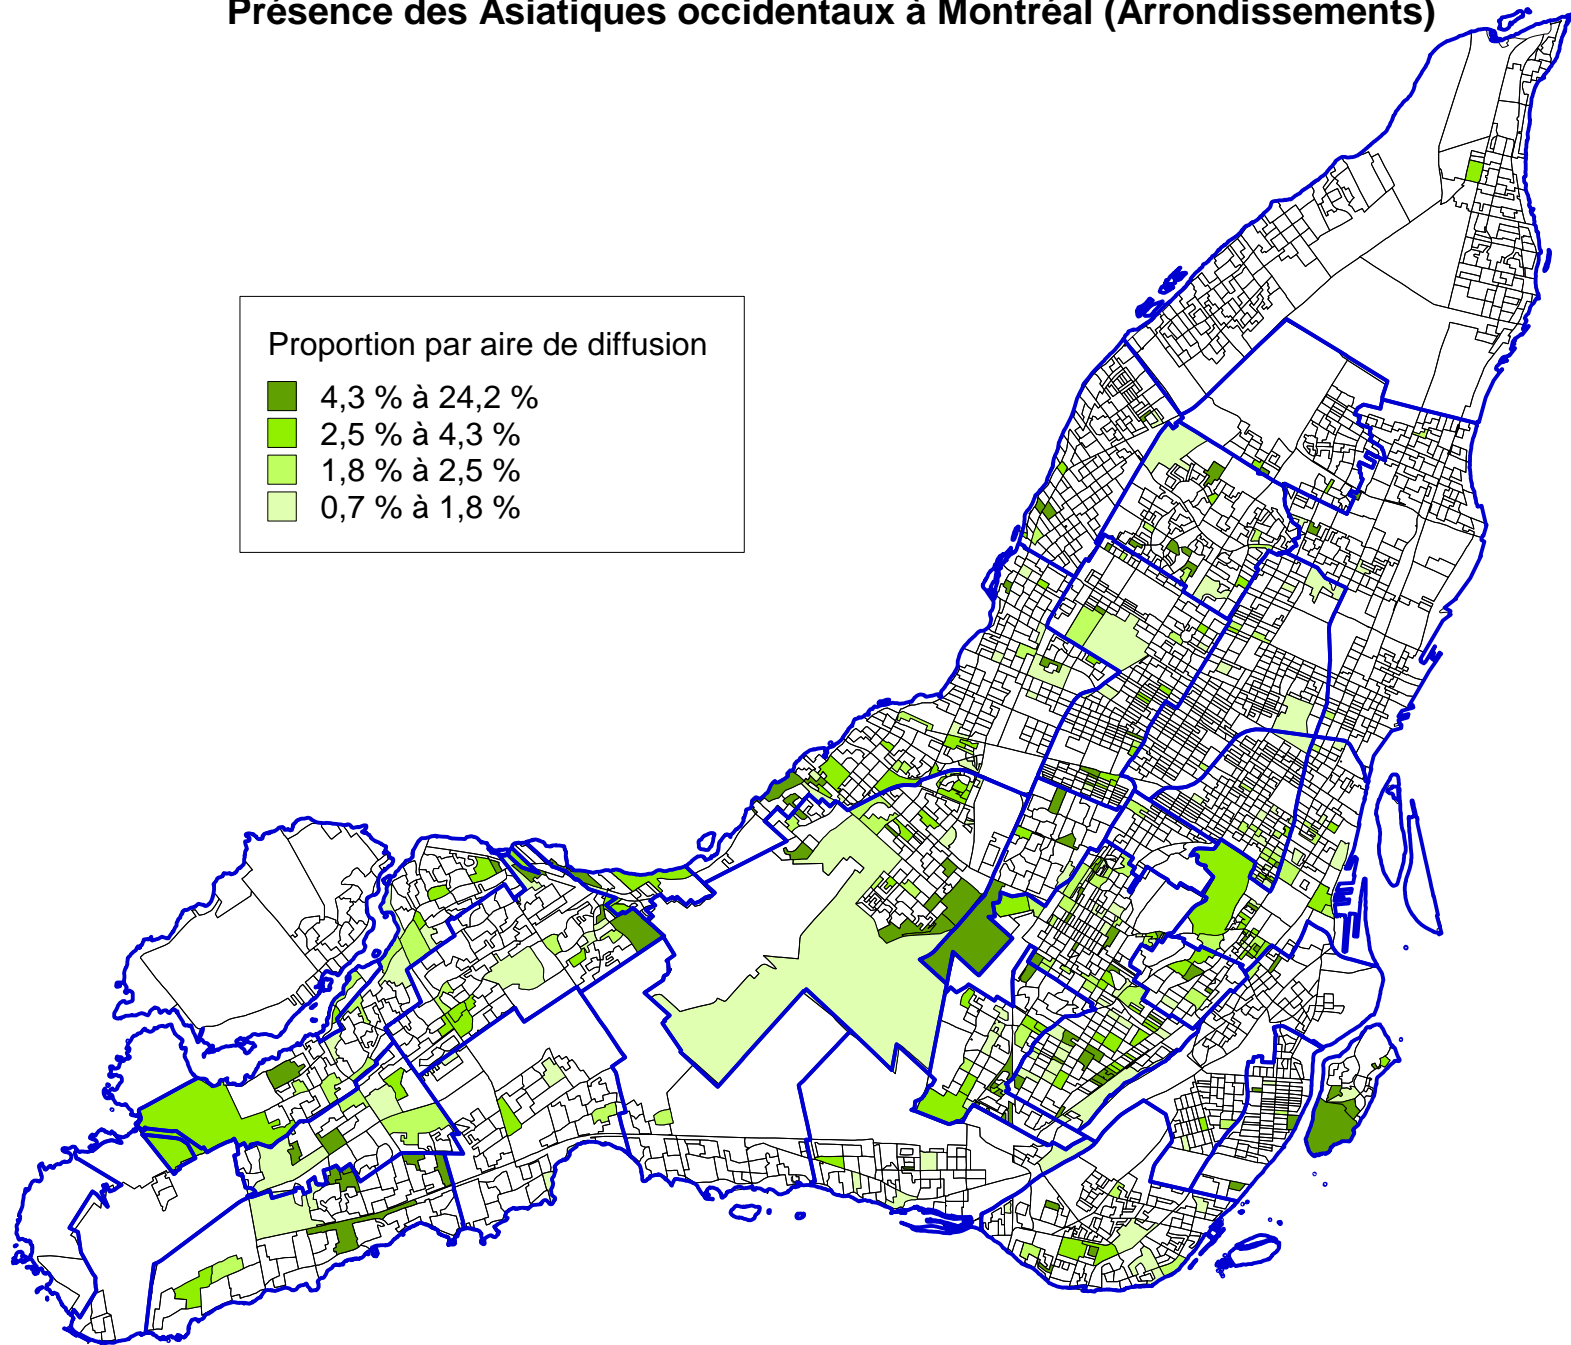 Présence des Asiatiques occidentaux à Montréal (Arrondissements)
Proportion par aire de diffusion
4,3 % à 24,2 %
2,5 % à 4,3 %
1,8 % à 2,5 %
0,7 % à 1,8 %